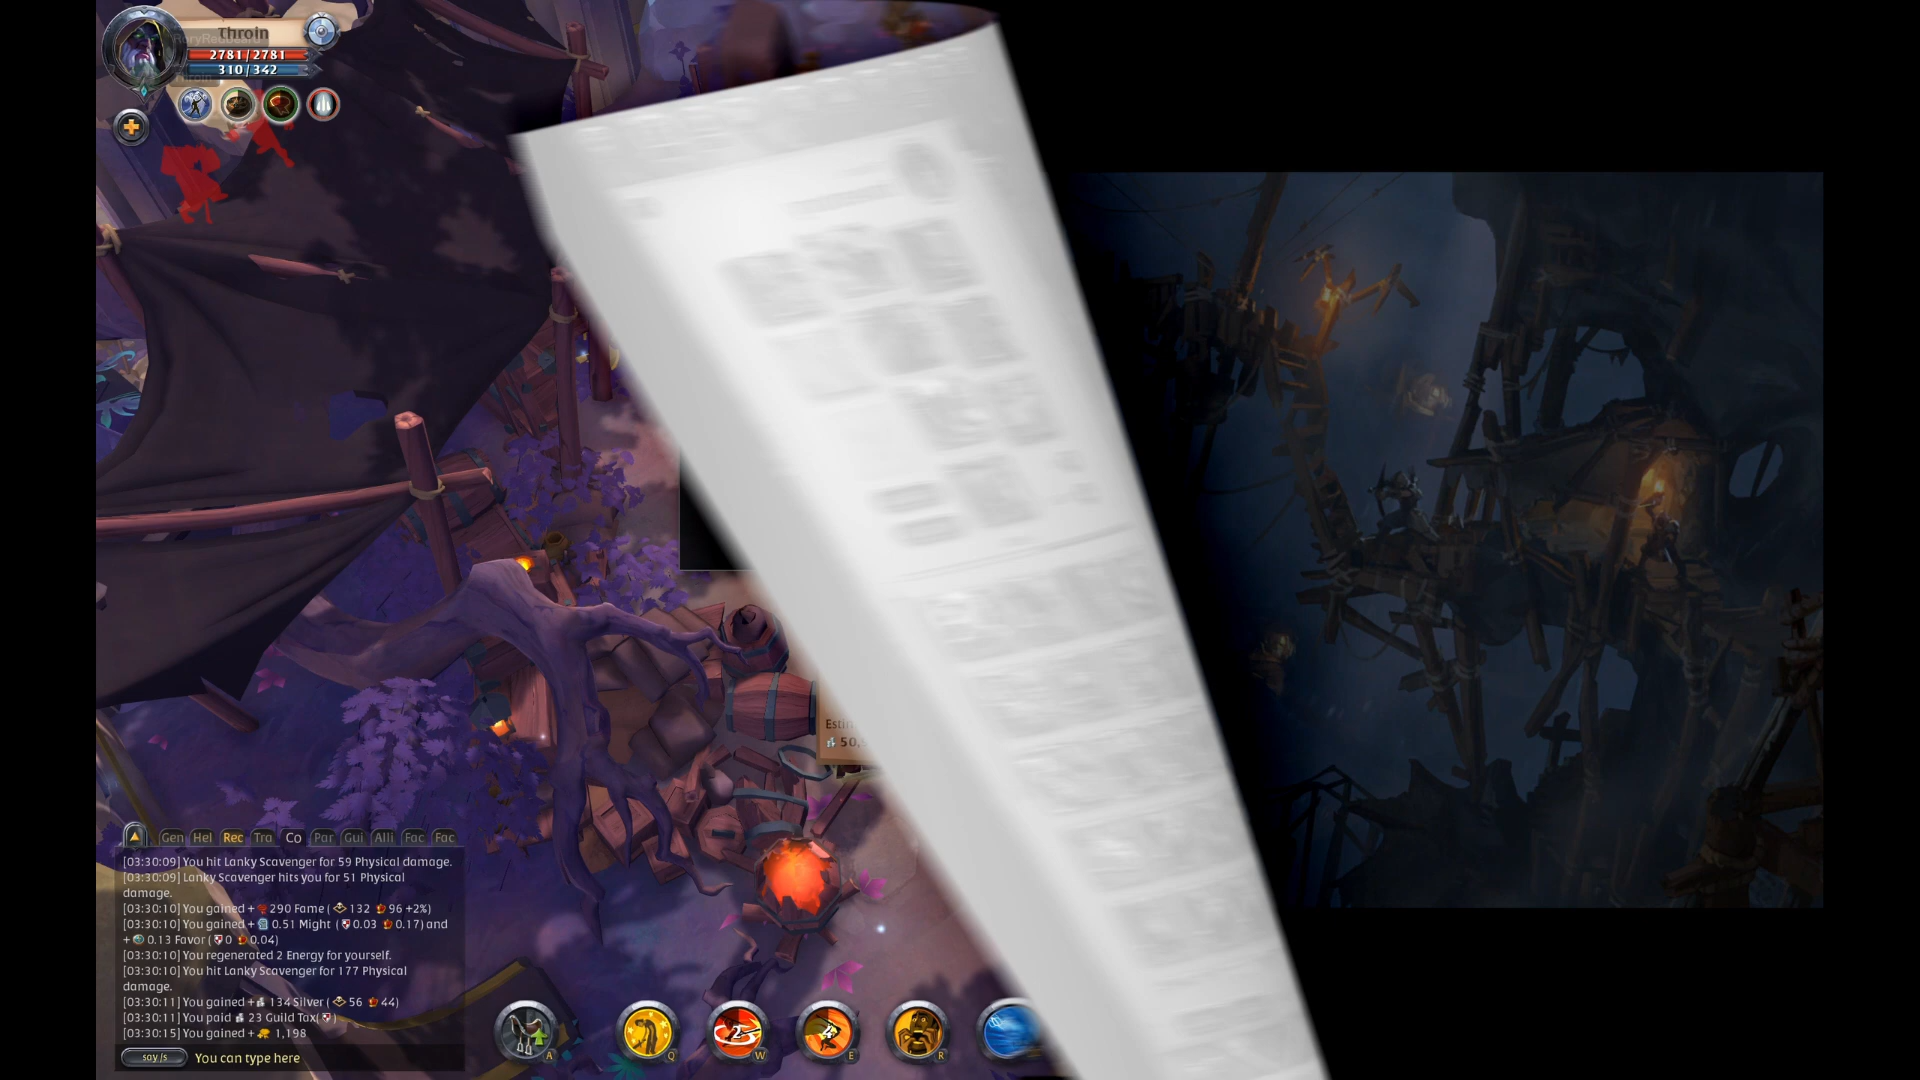 Throin
2781/2781
310/342
Gen Hel Rec Tra Co Par Gui Alli Fac Fac
[03:30:09] You hit Lanky Scavenger for 59 Physical damage.
[03:30:09] Lanky Scavenger hits you for 51 Physical
damage.
[03:30:10] You gained + 290 Fame ( 132 96 +2%)
[03:30:10] You gained + 0.51 Might ( 0.03 0.17) and
+ 0.13 Favor ( 0 0.04)
[03:30:10] You regenerated 2 Energy for yourself.
[03:30:10] You hit Lanky Scavenger for 177 Physical
damage.
[03:30:11] You gained + 134 Silver ( 56 44)
[03:30:11] You paid 23 Guild Tax( )
[03:30:15] You gained + 1,198
say /s You can type here
A Q W E R
2 4